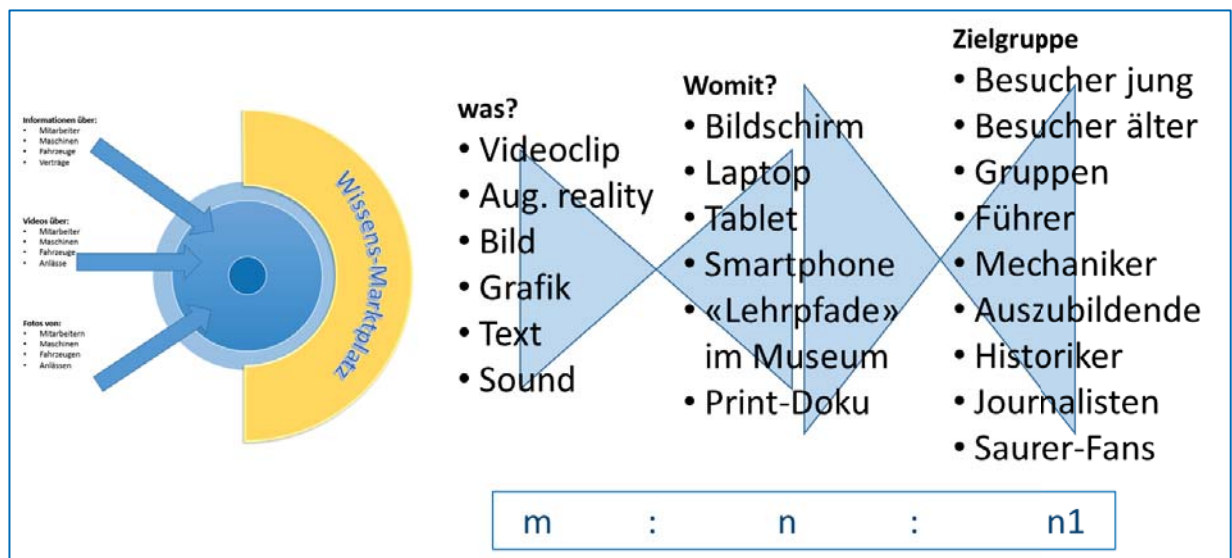 Informationen über:
• Mitarbeiter
• Maschinen
• Fahrzeuge
• Verträge
Videos über:
• Mitarbeiter
• Maschinen
• Fahrzeuge
• Anlässe
Fotos von:
• Mitarbeitern
• Maschinen
• Fahrzeugen
• Anlässen
Wissens-Marktplatz
was?
• Videoclip
• Aug. reality
• Bild
• Grafik
• Text
• Sound
Womit?
• Bildschirm
• Laptop
• Tablet
• Smartphone
• «Lehrpfade»
im Museum
• Print-Doku
Zielgruppe
• Besucher jung
• Besucher älter
• Gruppen
• Führer
• Mechaniker
• Auszubildende
• Historiker
• Journalisten
• Saurer-Fans
m : n : n1